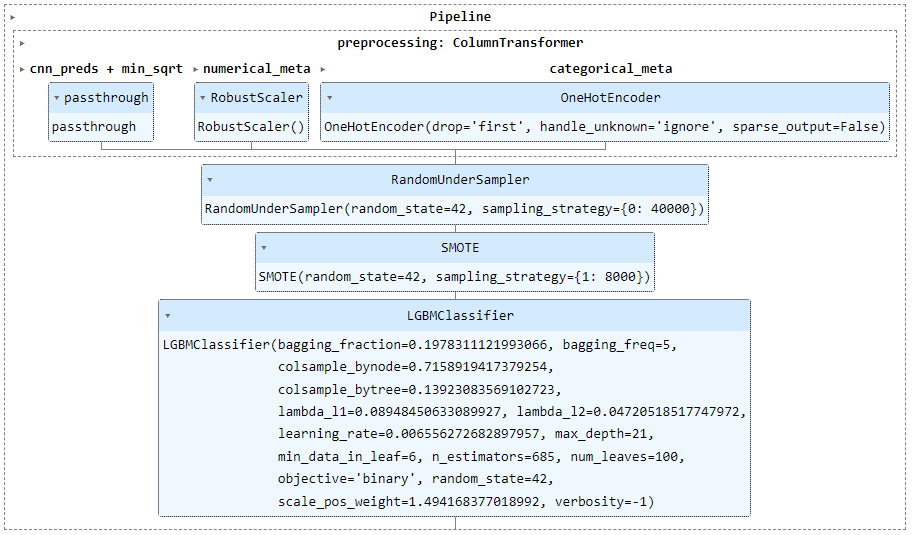 Pipeline
preprocessing: ColumnTransformer
cnn_preds + min_sqrt
numerical_meta
categorical_meta
passthrough
RobustScaler
OneHotEncoder
passthrough
RobustScaler()
OneHotEncoder(drop='first', handle_unknown='ignore', sparse_output=False)
RandomUnderSampler
RandomUnderSampler(random_state=42, sampling_strategy={0: 40000})
SMOTE
SMOTE(random_state=42, sampling_strategy={1: 8000})
LGBMClassifier
LGBMClassifier(bagging_fraction=0.1978311121993066, bagging_freq=5,
colsample_bynode=0.7158919417379254,
colsample_bytree=0.13923083569102723,
lambda_l1=0.08948450633089927, lambda_l2=0.04720518517747972,
learning_rate=0.006556272682897957, max_depth=21,
min_data_in_leaf=6, n_estimators=685, num_leaves=100,
objective='binary', random_state=42,
scale_pos_weight=1.494168377018992, verbosity=-1)